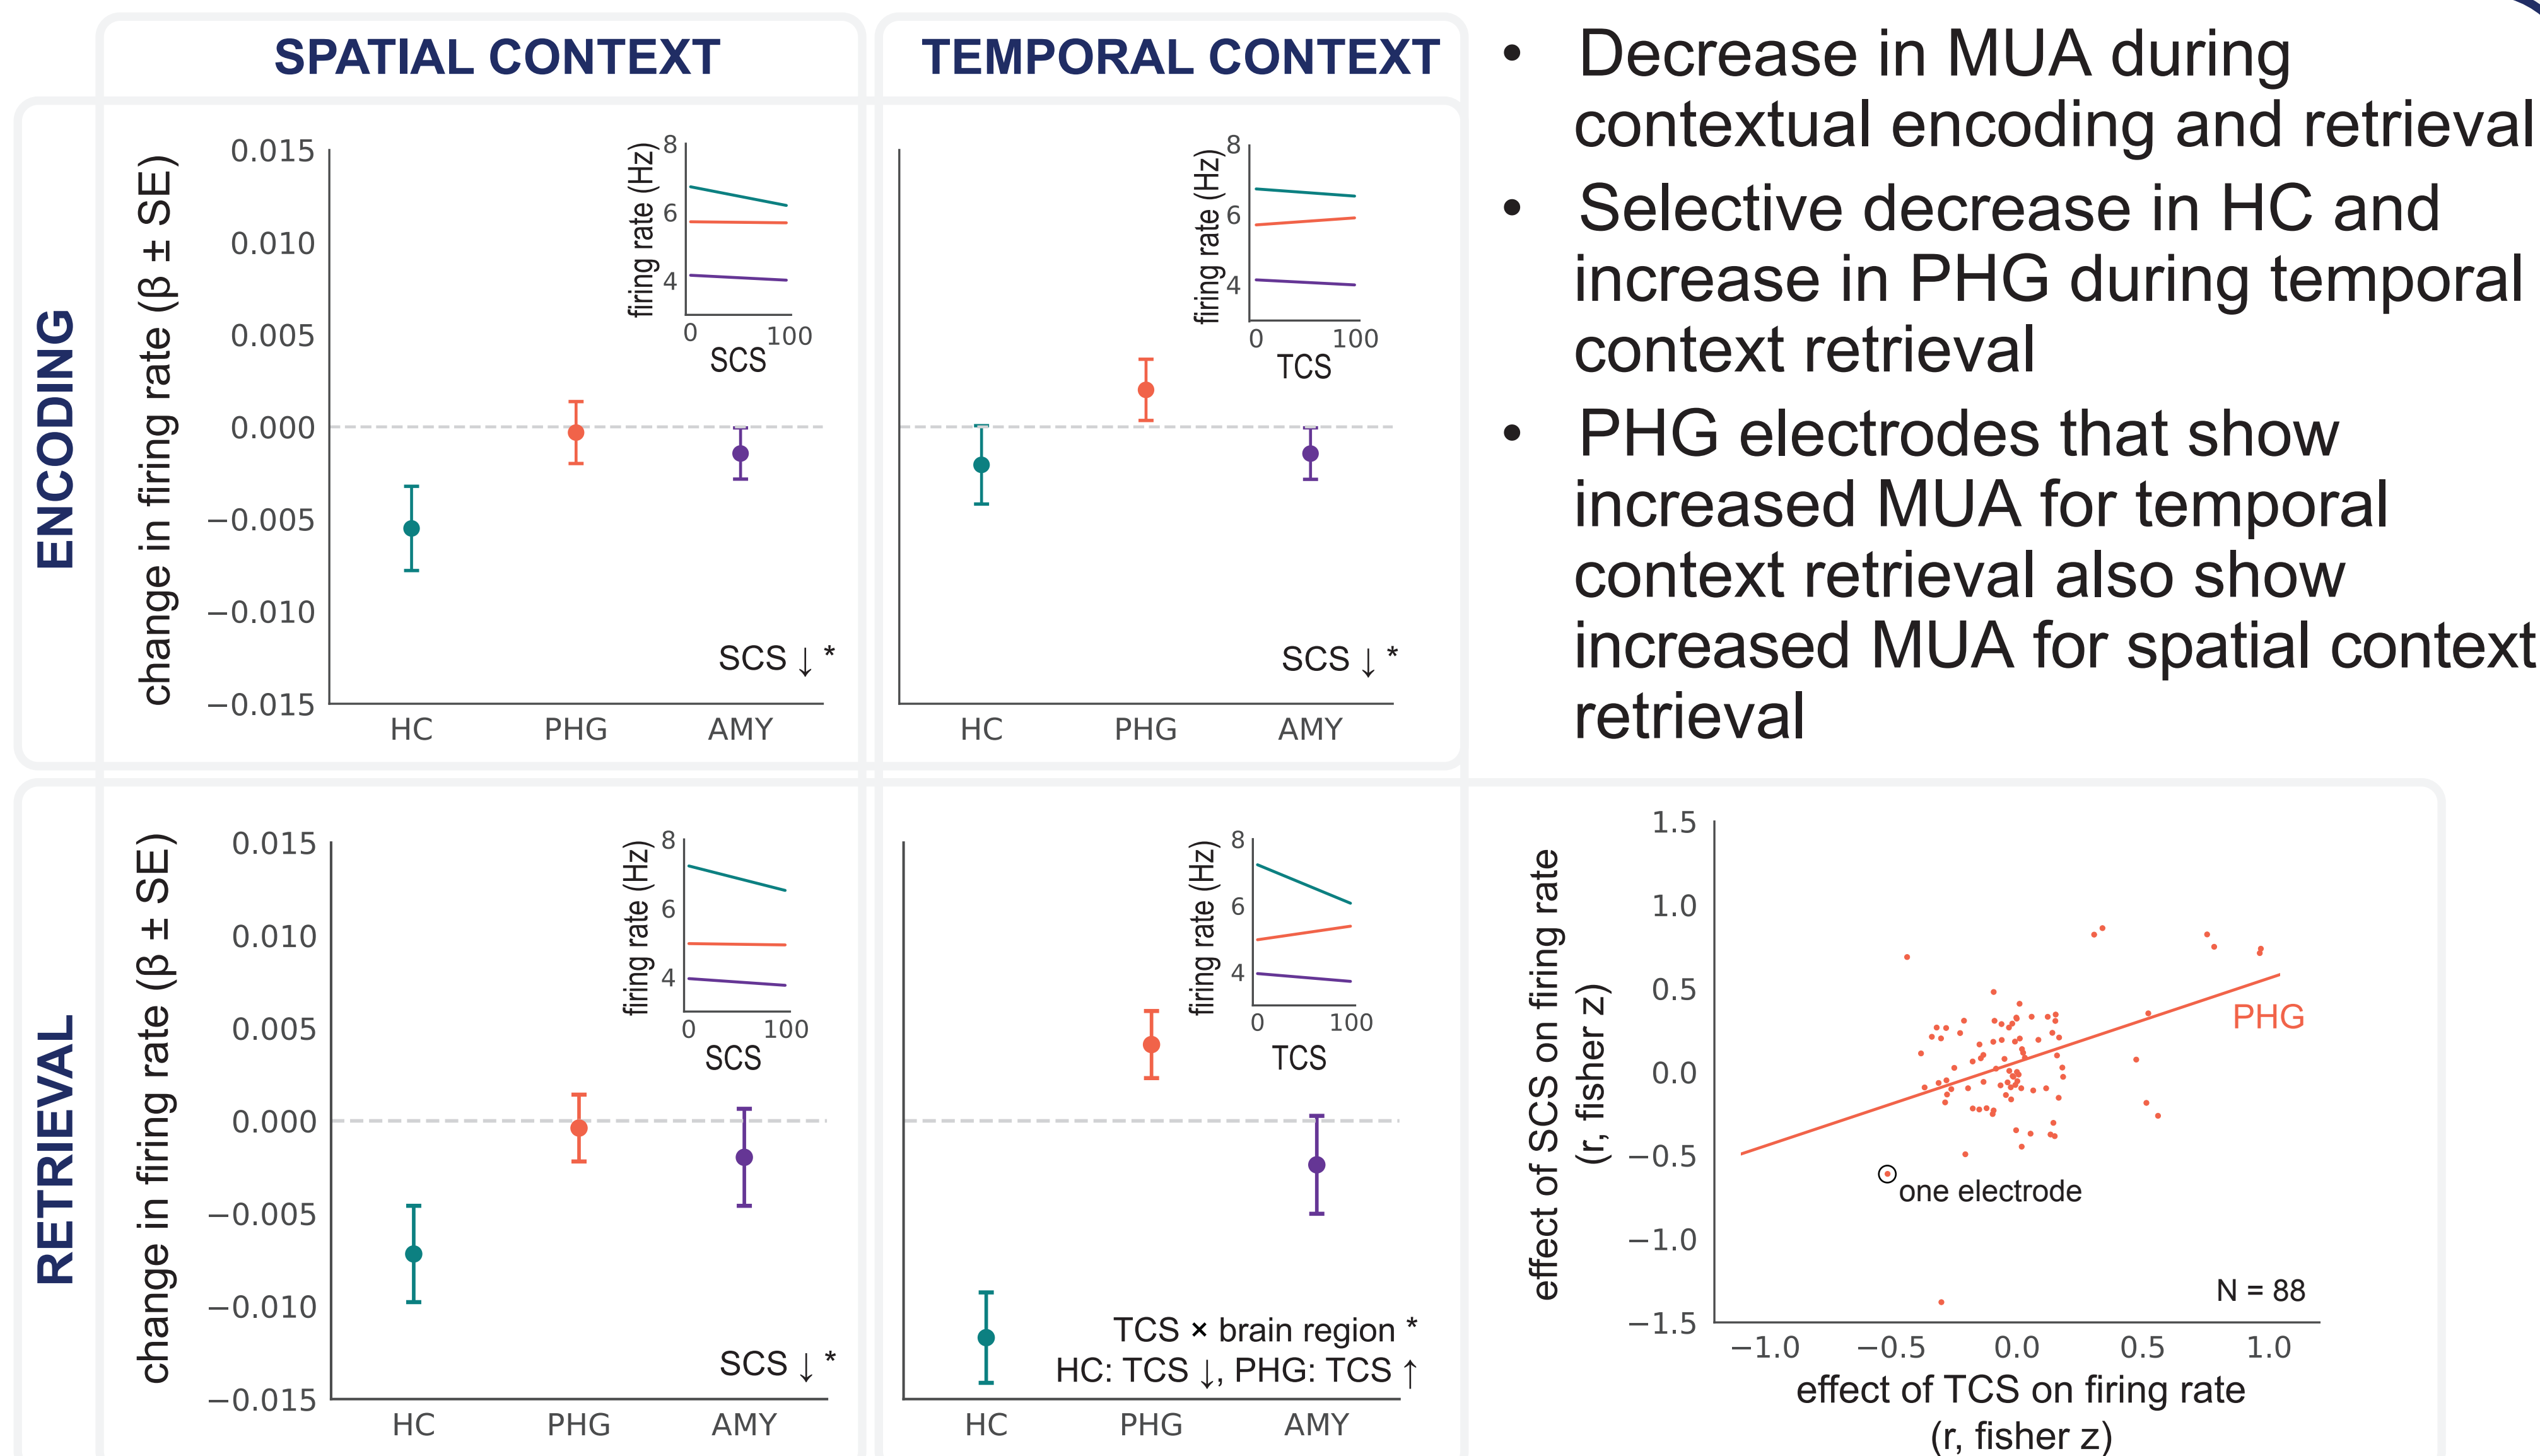 SPATIAL CONTEXT
TEMPORAL CONTEXT
ENCODING
change in firing rate (β ± SE)
0.015
0.010
0.005
0.000
−0.005
−0.010
−0.015
HC
PHG
AMY
SCS ↓ *
firing rate (Hz)
8
6
4
0
100
SCS
HC
PHG
AMY
SCS ↓ *
firing rate (Hz)
8
6
4
0
100
TCS
• Decrease in MUA during
contextual encoding and retrieval
• Selective decrease in HC and
increase in PHG during temporal
context retrieval
• PHG electrodes that show
increased MUA for temporal
context retrieval also show
increased MUA for spatial context
retrieval
RETRIEVAL
change in firing rate (β ± SE)
0.015
0.010
0.005
0.000
−0.005
−0.010
−0.015
HC
PHG
AMY
SCS ↓ *
firing rate (Hz)
8
6
4
0
100
SCS
HC
PHG
AMY
TCS × brain region *
HC: TCS ↓, PHG: TCS ↑
firing rate (Hz)
8
6
4
0
100
TCS
effect of SCS on firing rate
(r, fisher z)
1.5
1.0
0.5
0.0
−0.5
−1.0
−1.5
PHG
one electrode
N = 88
−1.0
−0.5
0.0
0.5
1.0
effect of TCS on firing rate
(r, fisher z)